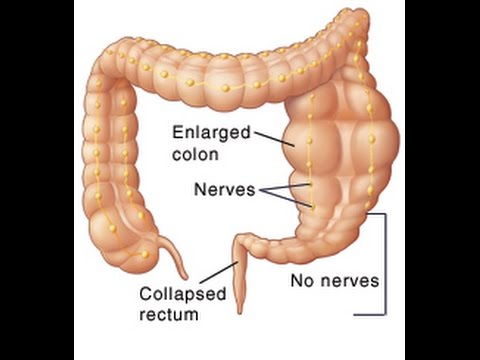 Enlarged
colon
Nerves
No nerves
Collapsed
rectum